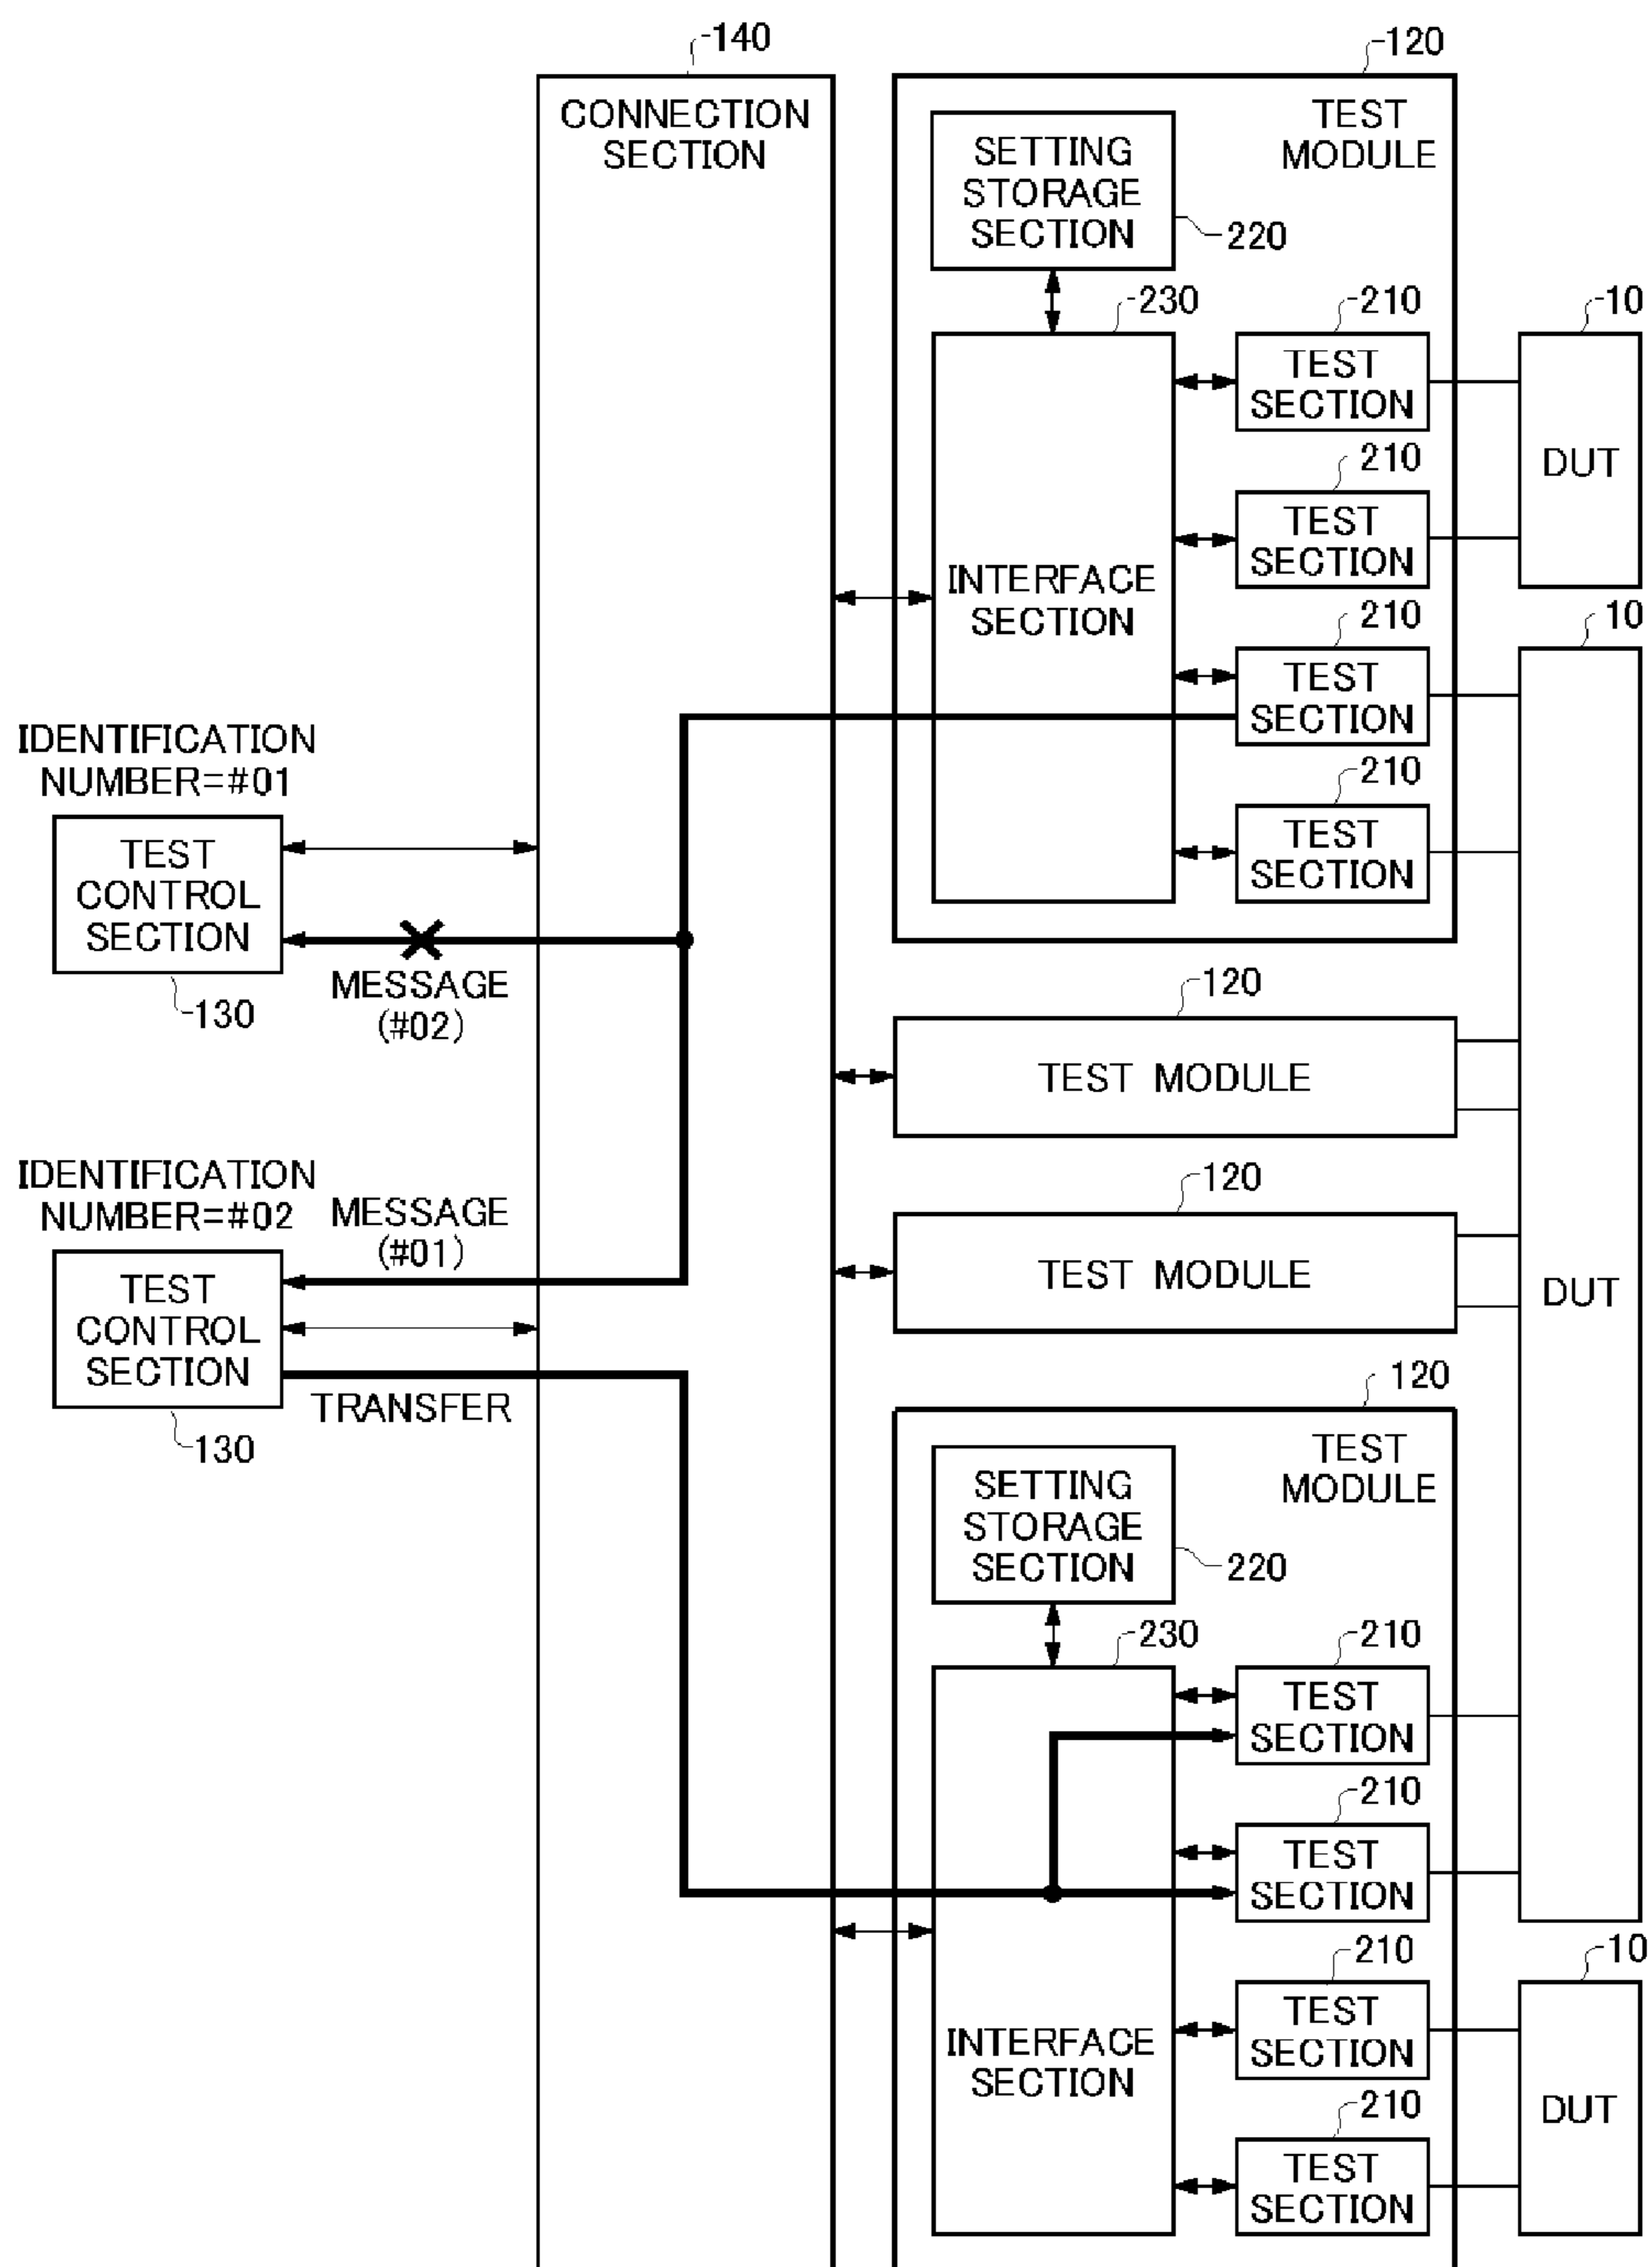 140
120
CONNECTION
SECTION
TEST
MODULE
SETTING
STORAGE
SECTION
220
230
210
10
TEST
SECTION
DUT
210
TEST
SECTION
INTERFACE
SECTION
210
10
TEST
SECTION
IDENTIFICATION
NUMBER=#01
210
TEST
CONTROL
SECTION
TEST
SECTION
MESSAGE
(#02)
130
120
TEST MODULE
IDENTIFICATION
NUMBER=#02
MESSAGE
(#01)
120
TEST MODULE
DUT
TEST
CONTROL
SECTION
TRANSFER
130
120
TEST
MODULE
SETTING
STORAGE
SECTION
220
230
210
TEST
SECTION
210
TEST
SECTION
210
10
TEST
SECTION
INTERFACE
SECTION
DUT
210
TEST
SECTION